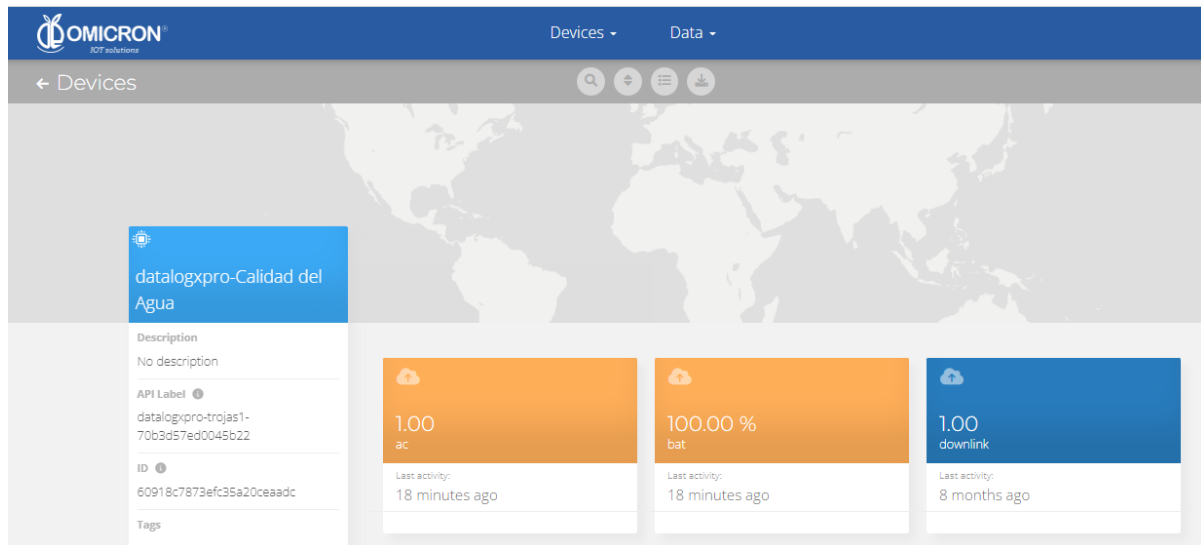 OMICRON®
IOT solutions
Devices
Data
Devices
datalogxpro-Calidad del
Agua
Description
No description
API Label
datalogxpro-trojas1-
70b3d57ed0045b22
ID
60918c7873efc35a20ceaadc
Tags
1.00
ac
Last activity:
18 minutes ago
100.00 %
bat
Last activity:
18 minutes ago
1.00
downlink
Last activity:
8 months ago